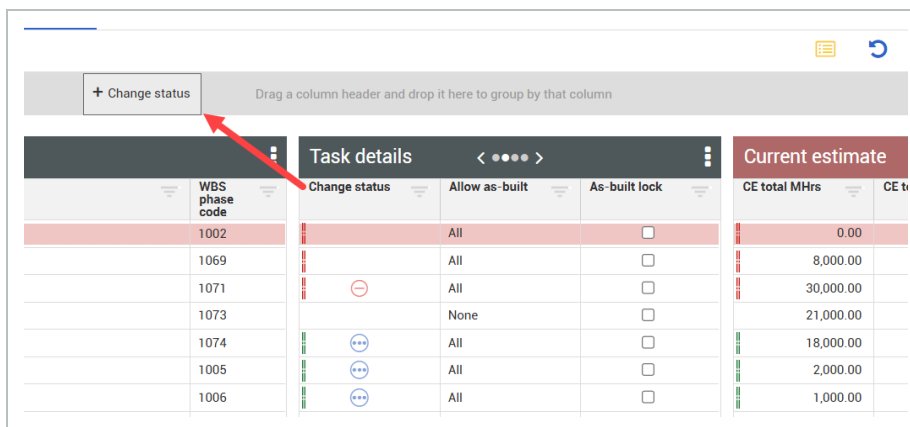 + Change status
Drag a column header and drop it here to group by that column
Task details
Current estimate
WBS phase code
Change status
Allow as-built
As-built lock
CE total MHrs
CE t
1002 All 0.00
1069 All 8,000.00
1071 All 30,000.00
1073 None 21,000.00
1074 All 18,000.00
1005 All 2,000.00
1006 All 1,000.00